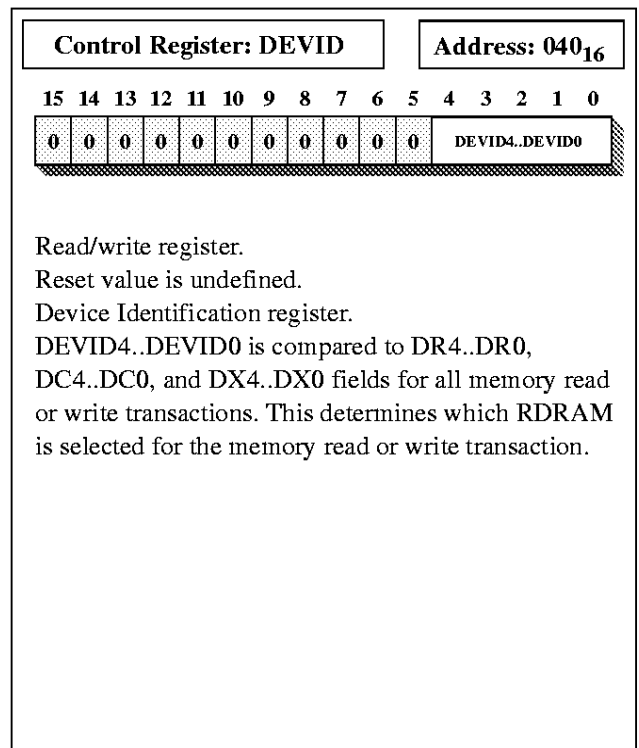 Control Register: DEVID
Address: 040₁₆
15 14 13 12 11 10 9 8 7 6 5 4 3 2 1 0
0 0 0 0 0 0 0 0 0 0 0 DEVID4..DEVID0
Read/write register.
Reset value is undefined.
Device Identification register.
DEVID4..DEVID0 is compared to DR4..DR0,
DC4..DC0, and DX4..DX0 fields for all memory read
or write transactions. This determines which RDRAM
is selected for the memory read or write transaction.